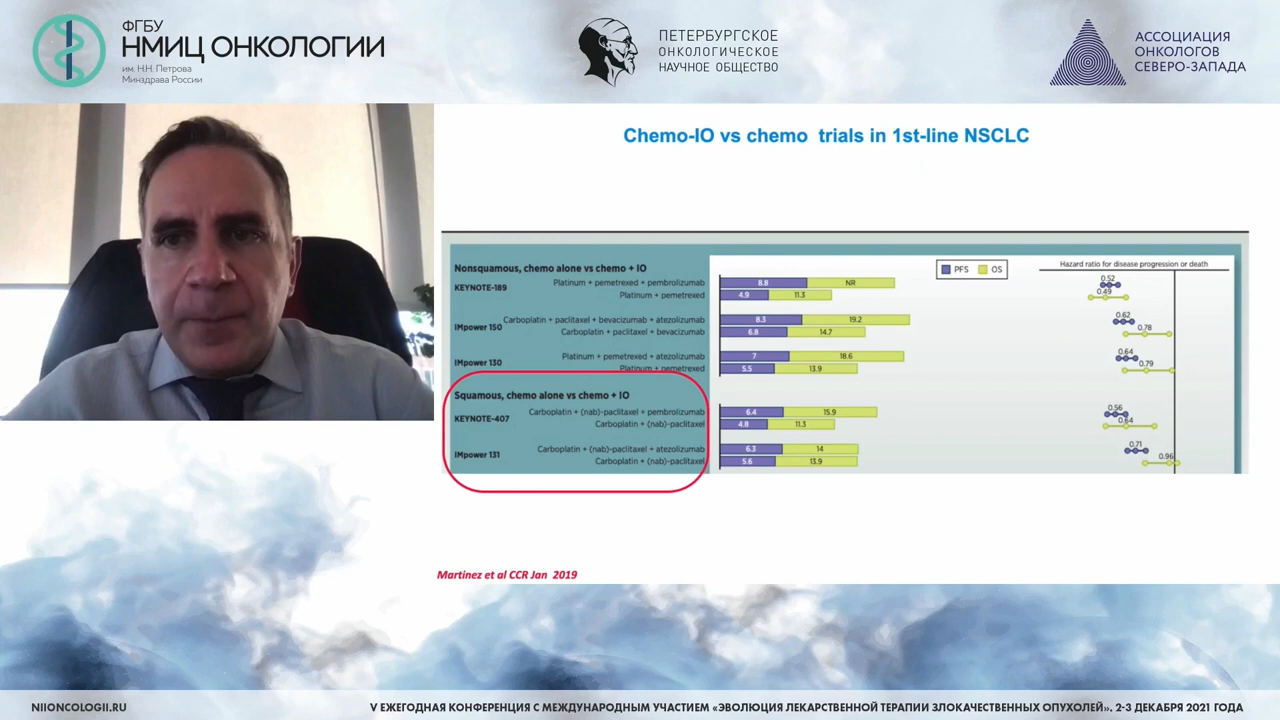 ФГБУ
НМИЦ ОНКОЛОГИИ
им. Н.Н. Петрова
Минздрава России
ПЕТЕРБУРГСКОЕ
ОНКОЛОГИЧЕСКОЕ
НАУЧНОЕ ОБЩЕСТВО
АССОЦИАЦИЯ
ОНКОЛОГОВ
СЕВЕРО-ЗАПАДА
Chemo-IO vs chemo trials in 1st-line NSCLC
PFS OS
Hazard ratio for disease progression or death
Nonsquamous, chemo alone vs chemo + IO
KEYNOTE-189
Platinum + pemetrexed + pembrolizumab 8.8 NR 0.52
Platinum + pemetrexed 4.9 11.3 0.49
IMpower 150
Carboplatin + paclitaxel + bevacizumab + atezolizumab 8.3 19.2 0.62
Carboplatin + paclitaxel + bevacizumab 6.8 14.7 0.78
IMpower 130
Platinum + pemetrexed + atezolizumab 7 18.6 0.64
Platinum + pemetrexed 5.5 13.9 0.79
Squamous, chemo alone vs chemo + IO
KEYNOTE-407
Carboplatin + (nab)-paclitaxel + pembrolizumab 6.4 15.9 0.56
Carboplatin + (nab)-paclitaxel 4.8 11.3 0.64
IMpower 131
Carboplatin + (nab)-paclitaxel + atezolizumab 6.3 14 0.71
Carboplatin + (nab)-paclitaxel 5.6 13.9 0.96
Martinez et al CCR Jan 2019
NIIONCOLOGII.RU
V ЕЖЕГОДНАЯ КОНФЕРЕНЦИЯ С МЕЖДУНАРОДНЫМ УЧАСТИЕМ «ЭВОЛЮЦИЯ ЛЕКАРСТВЕННОЙ ТЕРАПИИ ЗЛОКАЧЕСТВЕННЫХ ОПУХОЛЕЙ». 2-3 ДЕКАБРЯ 2021 ГОДА